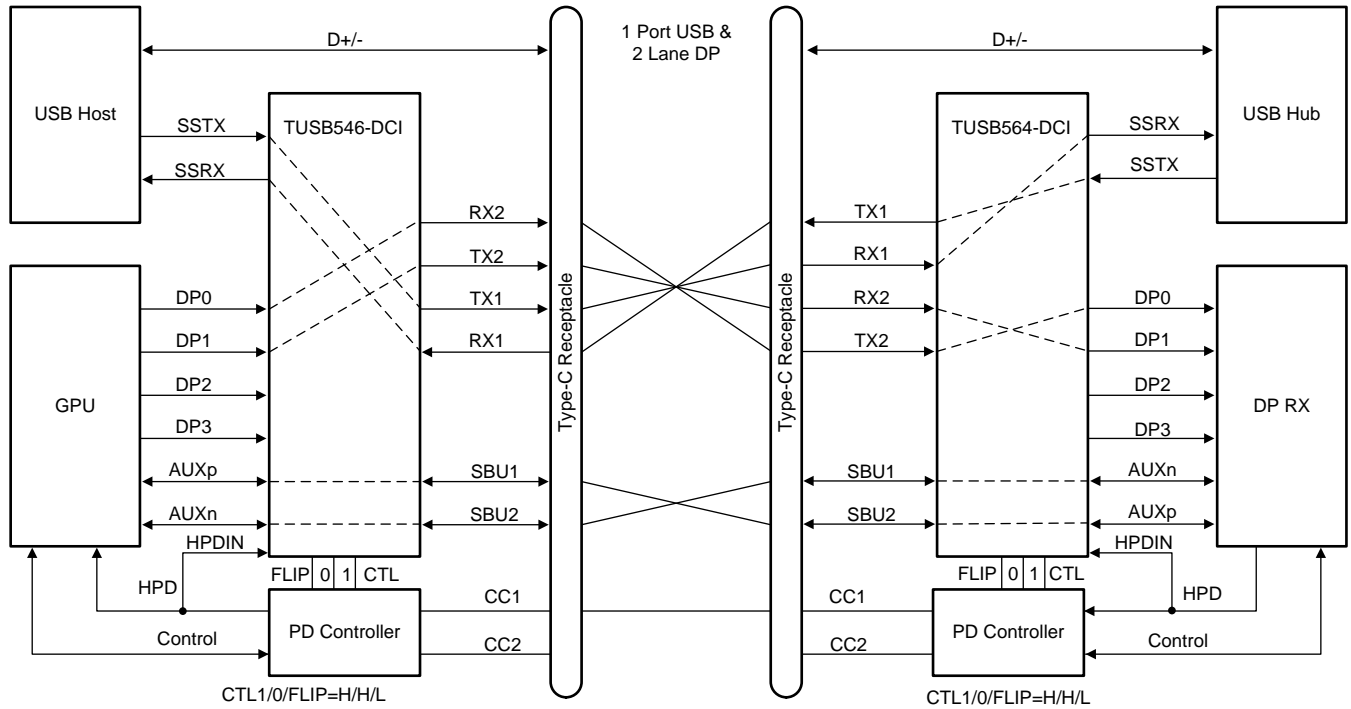 1 Port USB &
2 Lane DP
USB Host
D+/-
SSTX
SSRX
TUSB546-DCI
RX2
TX2
TX1
RX1
GPU
DP0
DP1
DP2
DP3
AUXp
AUXn
SBU1
SBU2
HPDIN
HPD
Control
FLIP 0 1 CTL
PD Controller
CC1
CC2
CTL1/0/FLIP=H/H/L
Type-C Receptacle
Type-C Receptacle
D+/-
USB Hub
TUSB564-DCI
SSRX
SSTX
TX1
RX1
RX2
TX2
DP0
DP1
DP2
DP3
DP RX
SBU1
SBU2
AUXn
AUXp
HPDIN
HPD
Control
FLIP 0 1 CTL
PD Controller
CC1
CC2
CTL1/0/FLIP=H/H/L